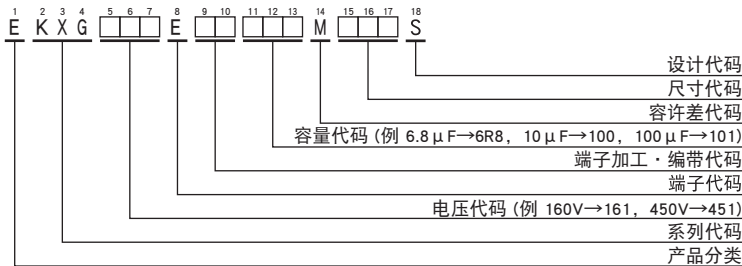 1 2 3 4 5 6 7 8 9 10 11 12 13 14 15 16 17 18
E K X G □□□ E □□ □□□ M □□□ S
设计代码
尺寸代码
容许差代码
容量代码 (例 6.8μF→6R8, 10μF→100, 100μF→101)
端子加工・编带代码
端子代码
电压代码 (例 160V→161, 450V→451)
系列代码
产品分类